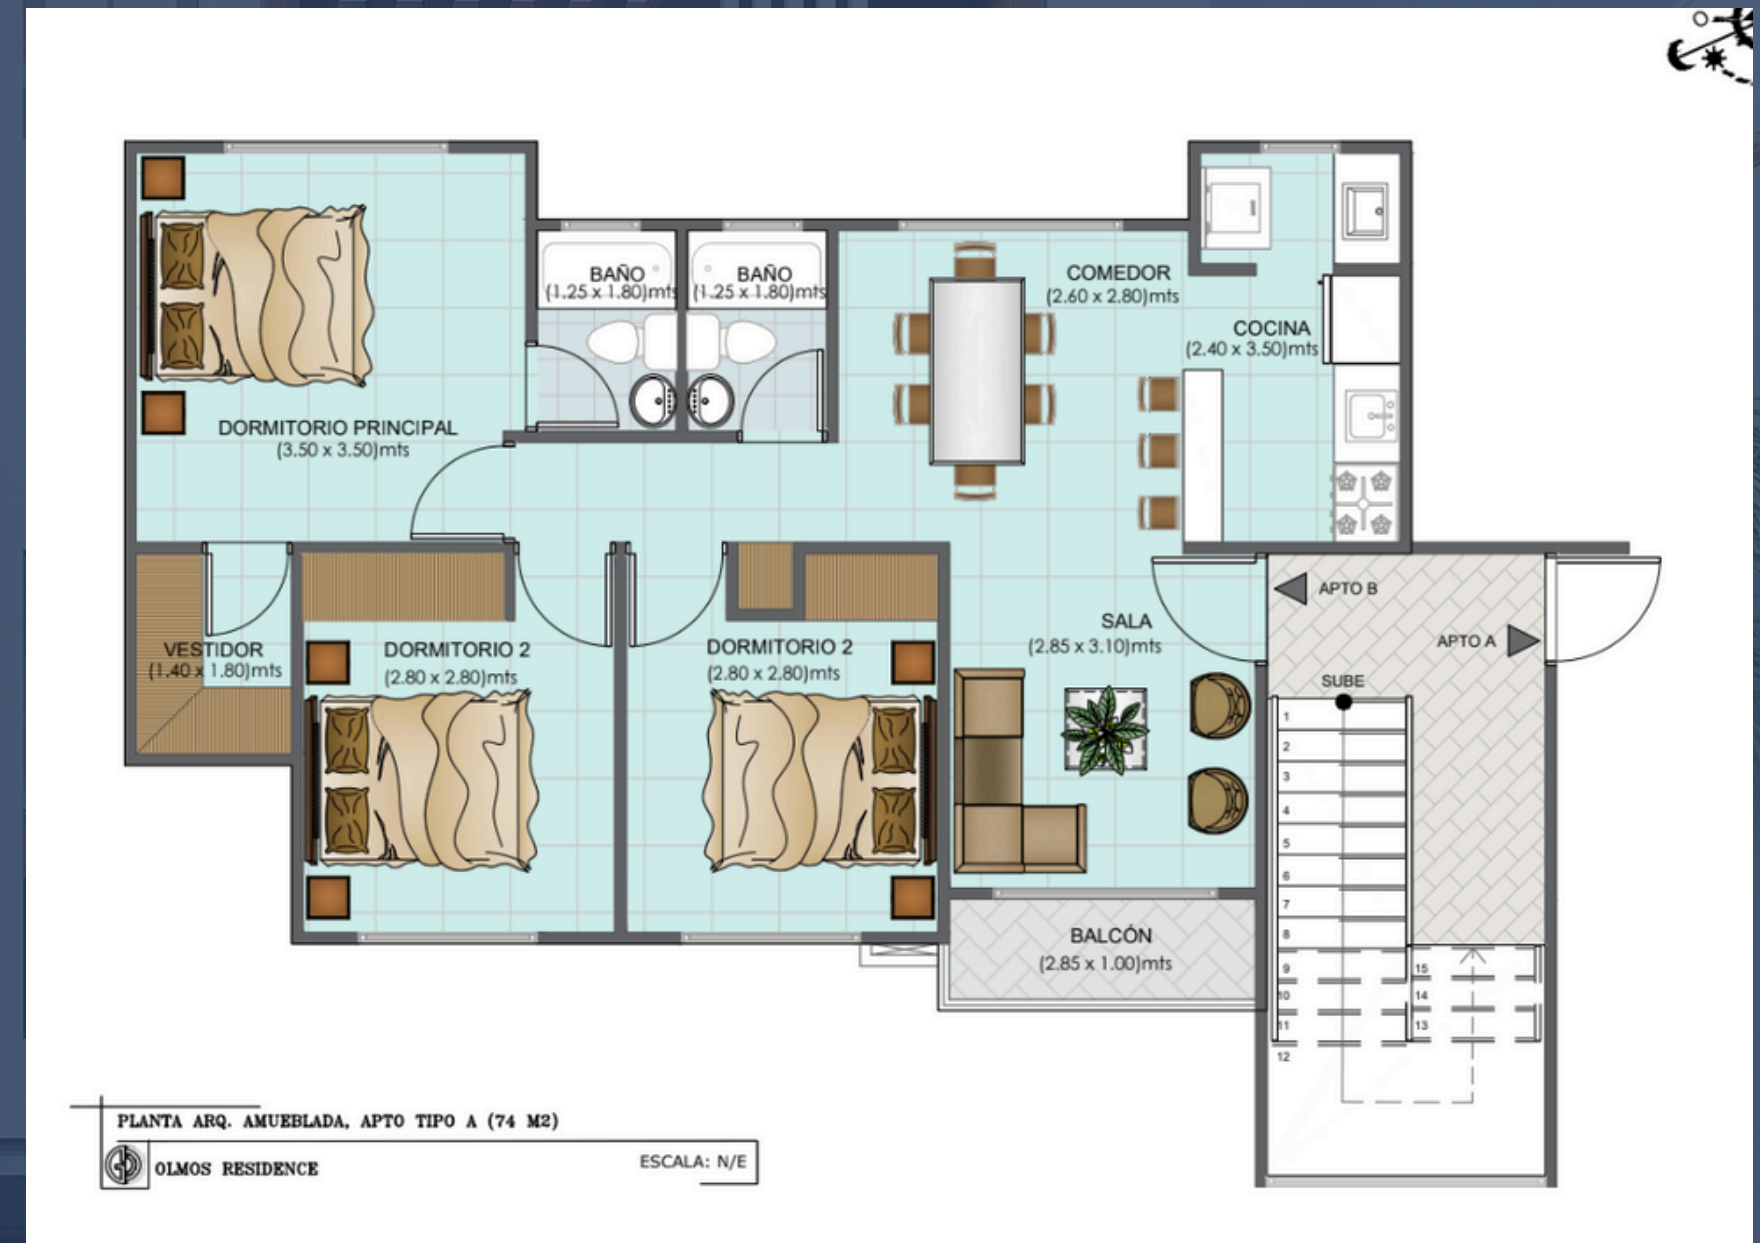 BAÑO
(1.25 x 1.80)mts
BAÑO
(1.25 x 1.80)mts
COMEDOR
(2.60 x 2.80)mts
COCINA
(2.40 x 3.50)mts
DORMITORIO PRINCIPAL
(3.50 x 3.50)mts
APTO B
APTO A
SALA
(2.85 x 3.10)mts
VESTIDOR
(1.40 x 1.80)mts
DORMITORIO 2
(2.80 x 2.80)mts
DORMITORIO 2
(2.80 x 2.80)mts
SUBE
1
2
3
4
5
6
7
8
9
10
11
12
15
14
13
BALCÓN
(2.85 x 1.00)mts
PLANTA ARQ. AMUEBLADA, APTO TIPO A (74 M2)
OLMOS RESIDENCE
ESCALA: N/E